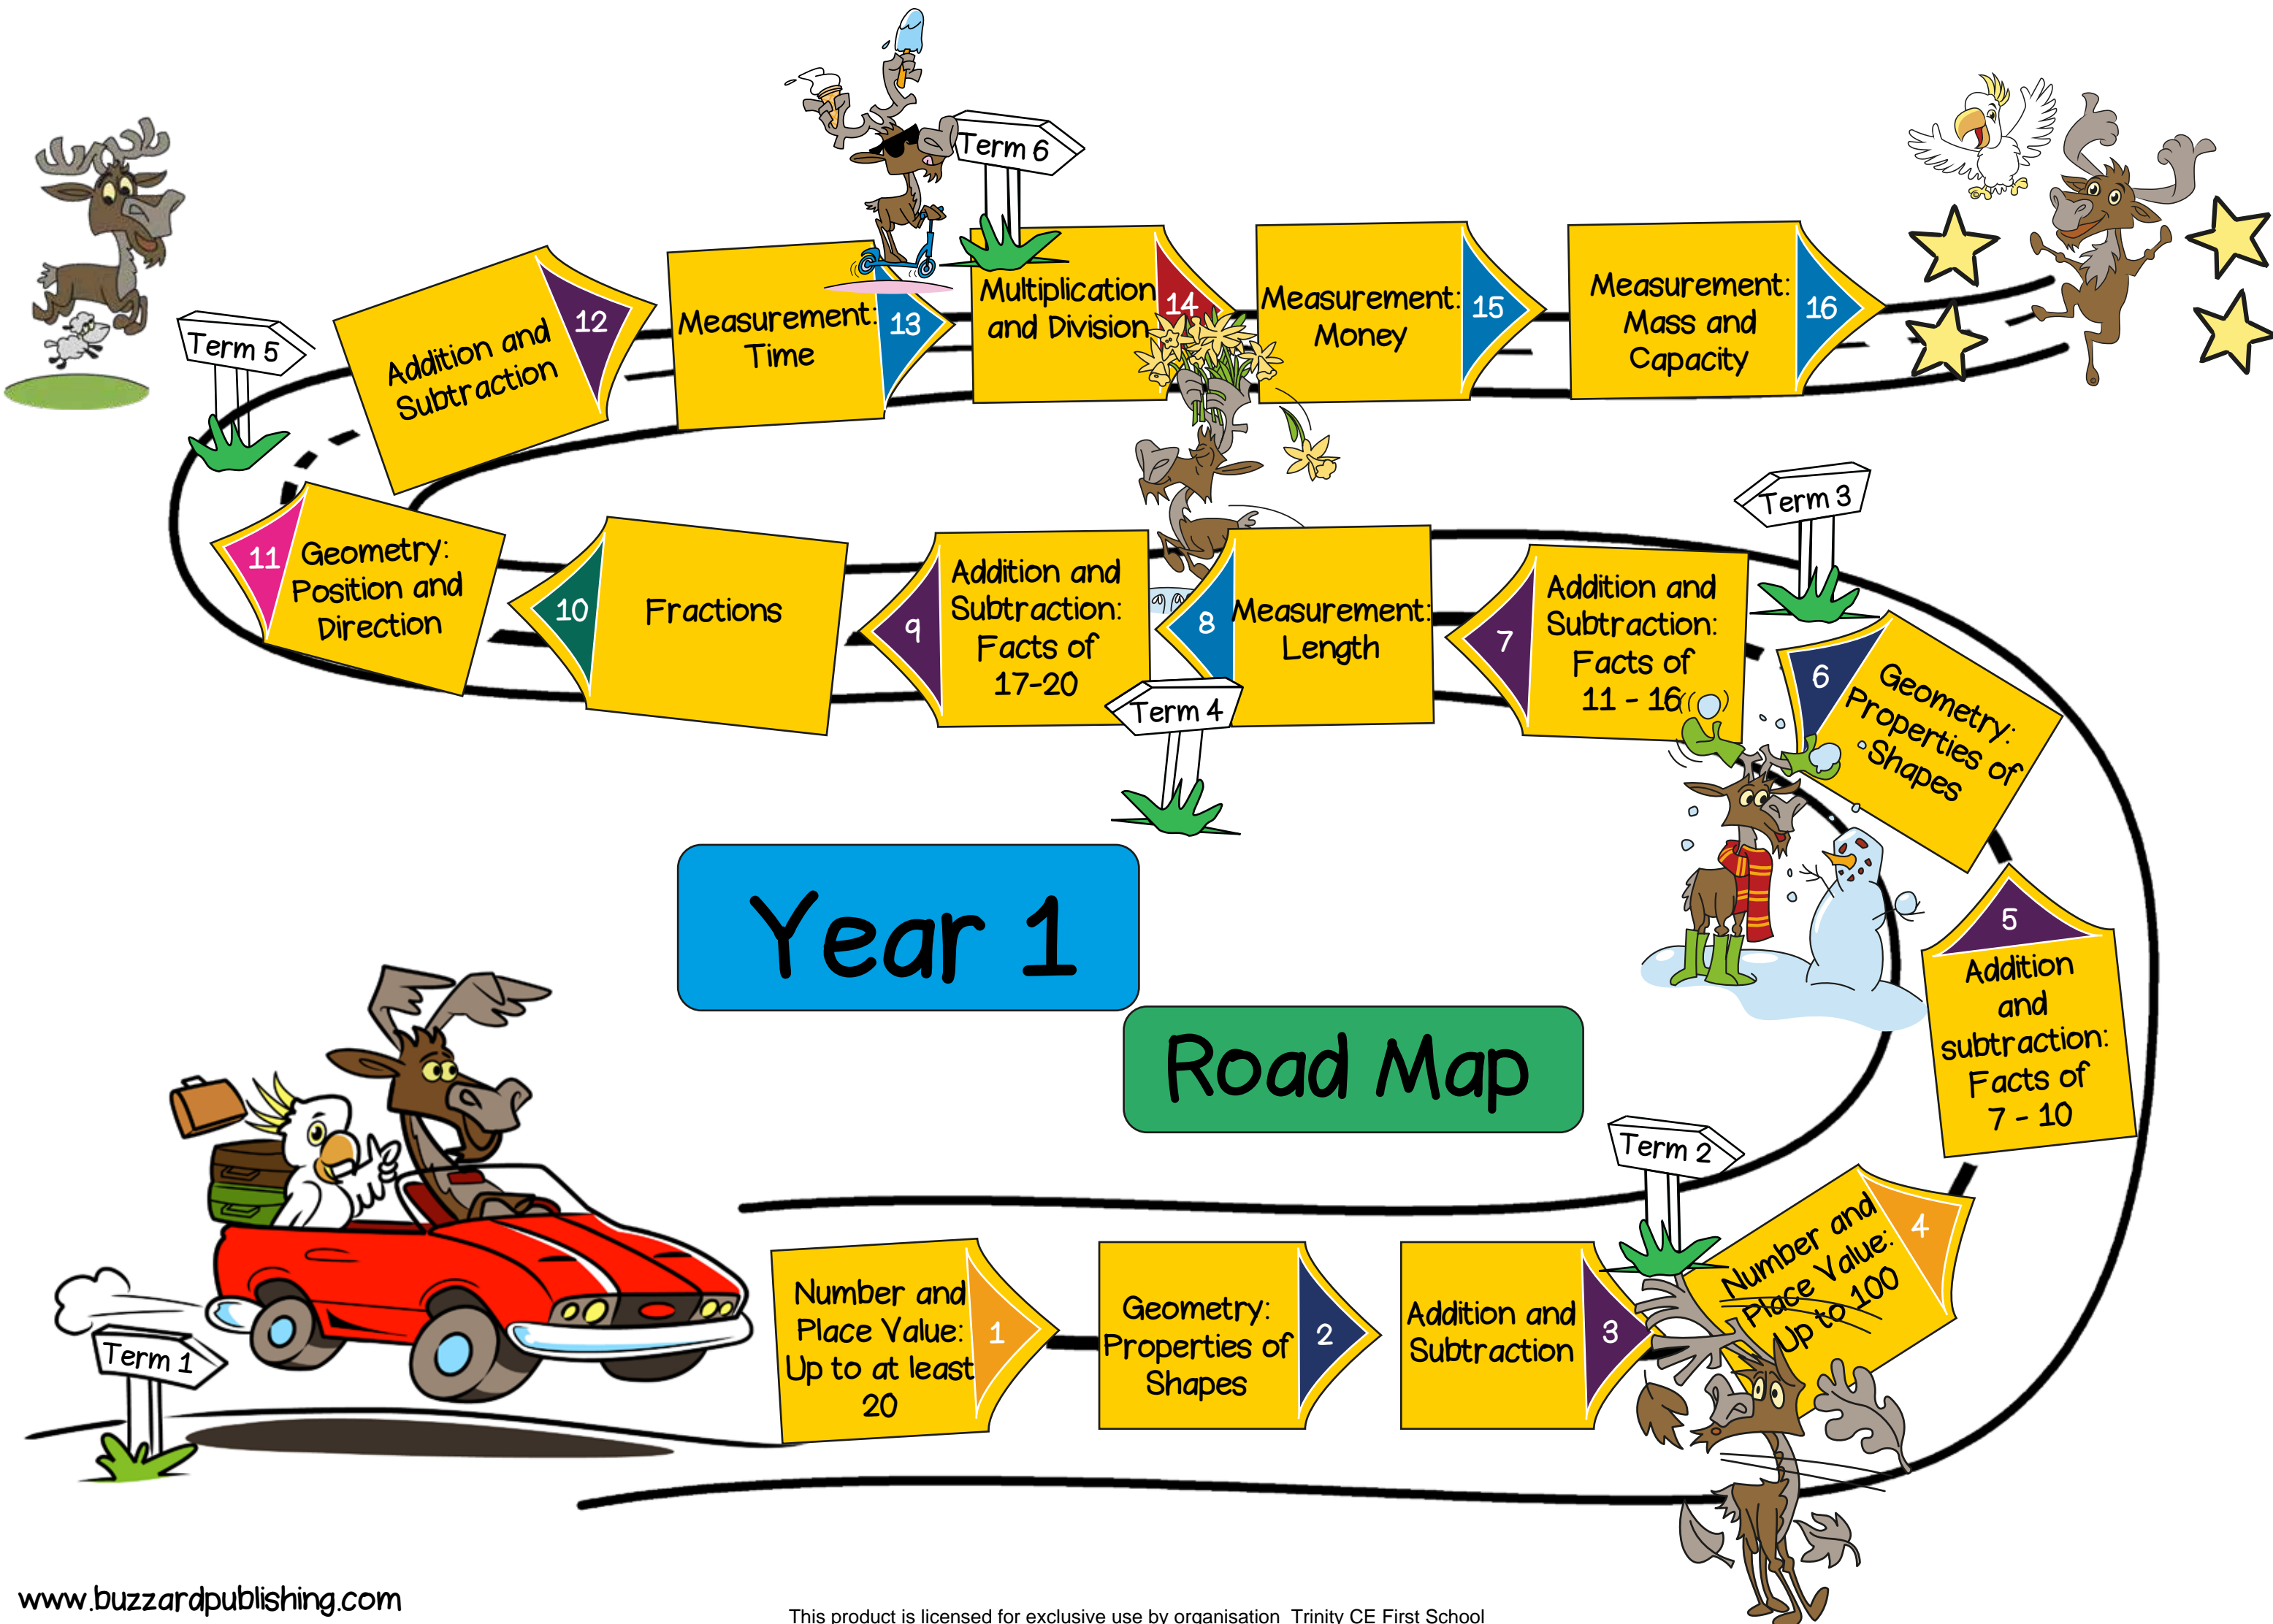 Term 6
Term 5
12
Addition and
Subtraction
Measurement:
Time
13
Multiplication
and Division
14
Measurement:
Money
15
Measurement:
Mass and
Capacity
16
Term 3
11
Geometry:
Position and
Direction
10
Fractions
9
Addition and
Subtraction:
Facts of
17-20
8
Measurement:
Length
7
Addition and
Subtraction:
Facts of
11 - 16
6
Geometry:
Properties of
Shapes
Term 4
5
Addition
and
subtraction:
Facts of
7 - 10
Year 1
Road Map
Term 2
4
Number and
Place Value:
Up to 100
Term 1
Number and
Place Value:
Up to at least
20
1
Geometry:
Properties of
Shapes
2
Addition and
Subtraction
3
www.buzzardpublishing.com
This product is licensed for exclusive use by organisation Trinity CE First School